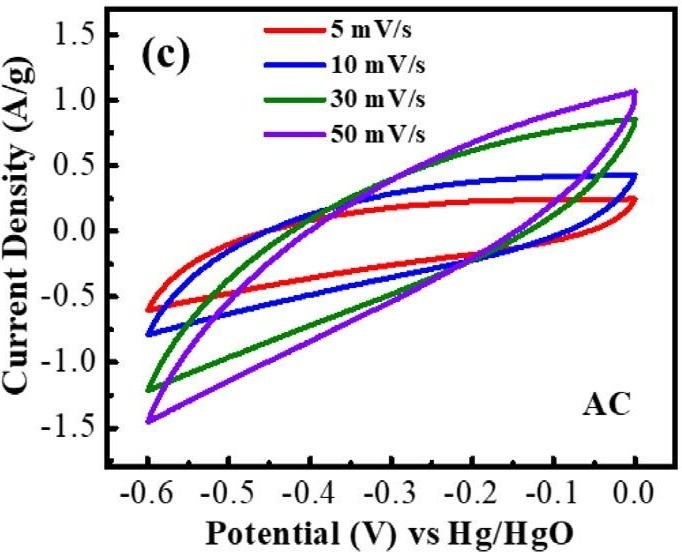 (c)
5 mV/s
10 mV/s
30 mV/s
50 mV/s
Current Density (A/g)
1.5
1.0
0.5
0.0
-0.5
-1.0
-1.5
AC
-0.6 -0.5 -0.4 -0.3 -0.2 -0.1 0.0
Potential (V) vs Hg/HgO